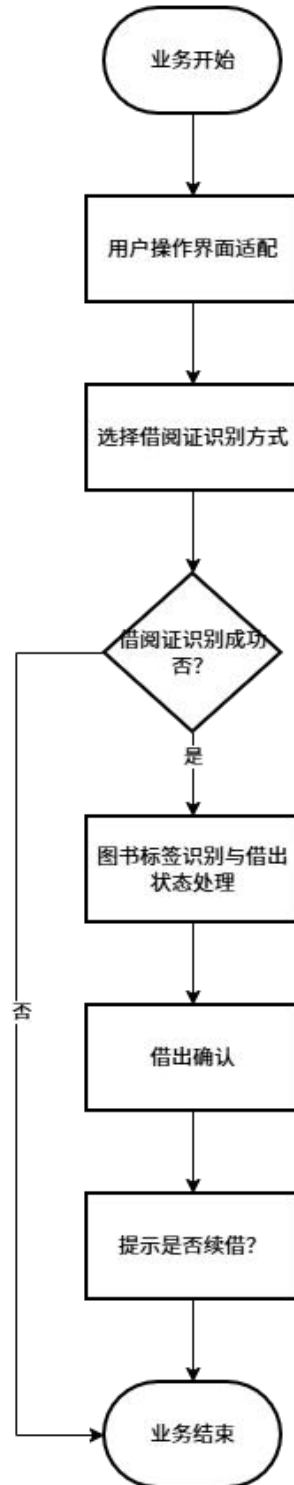 业务开始
用户操作界面适配
选择借阅证识别方式
借阅证识别成功
否？
是
图书标签识别与借出
状态处理
否
借出确认
提示是否续借？
业务结束